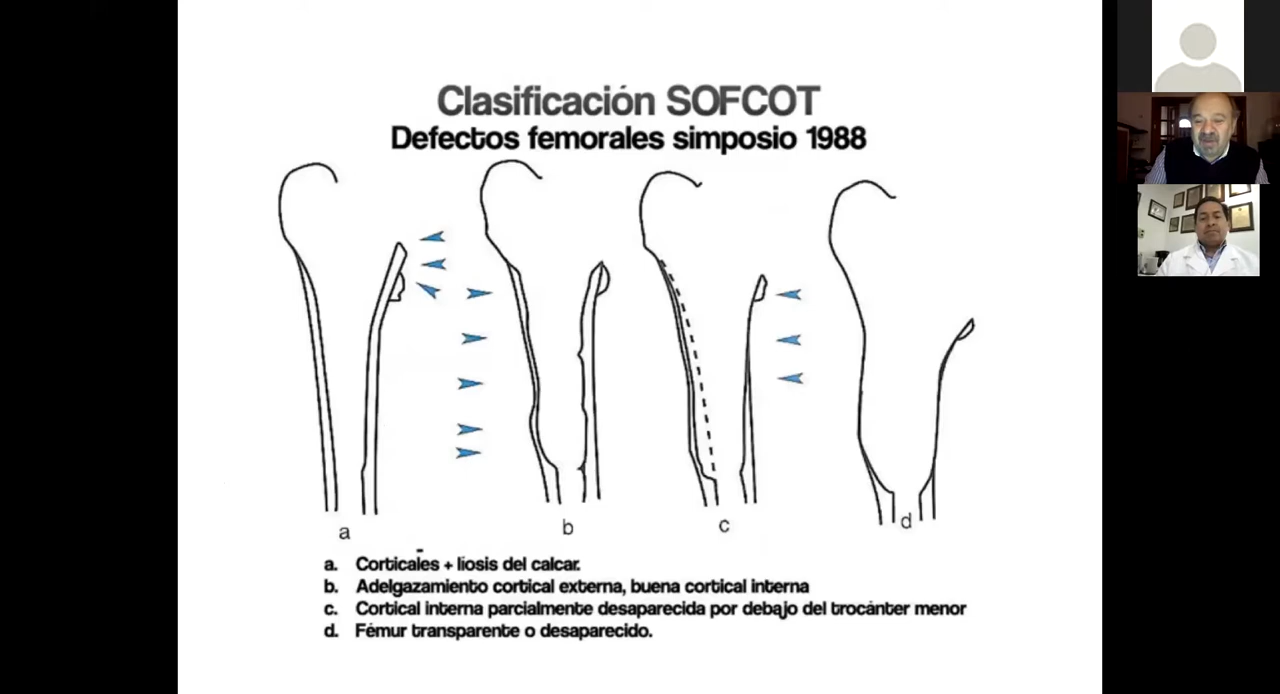 Clasificación SOFCOT
Defectos femorales simposio 1988
a
b
c
d
a. Corticales + liosis del calcar.
b. Adelgazamiento cortical externa, buena cortical interna
c. Cortical interna parcialmente desaparecida por debajo del trocánter menor
d. Fémur transparente o desaparecido.